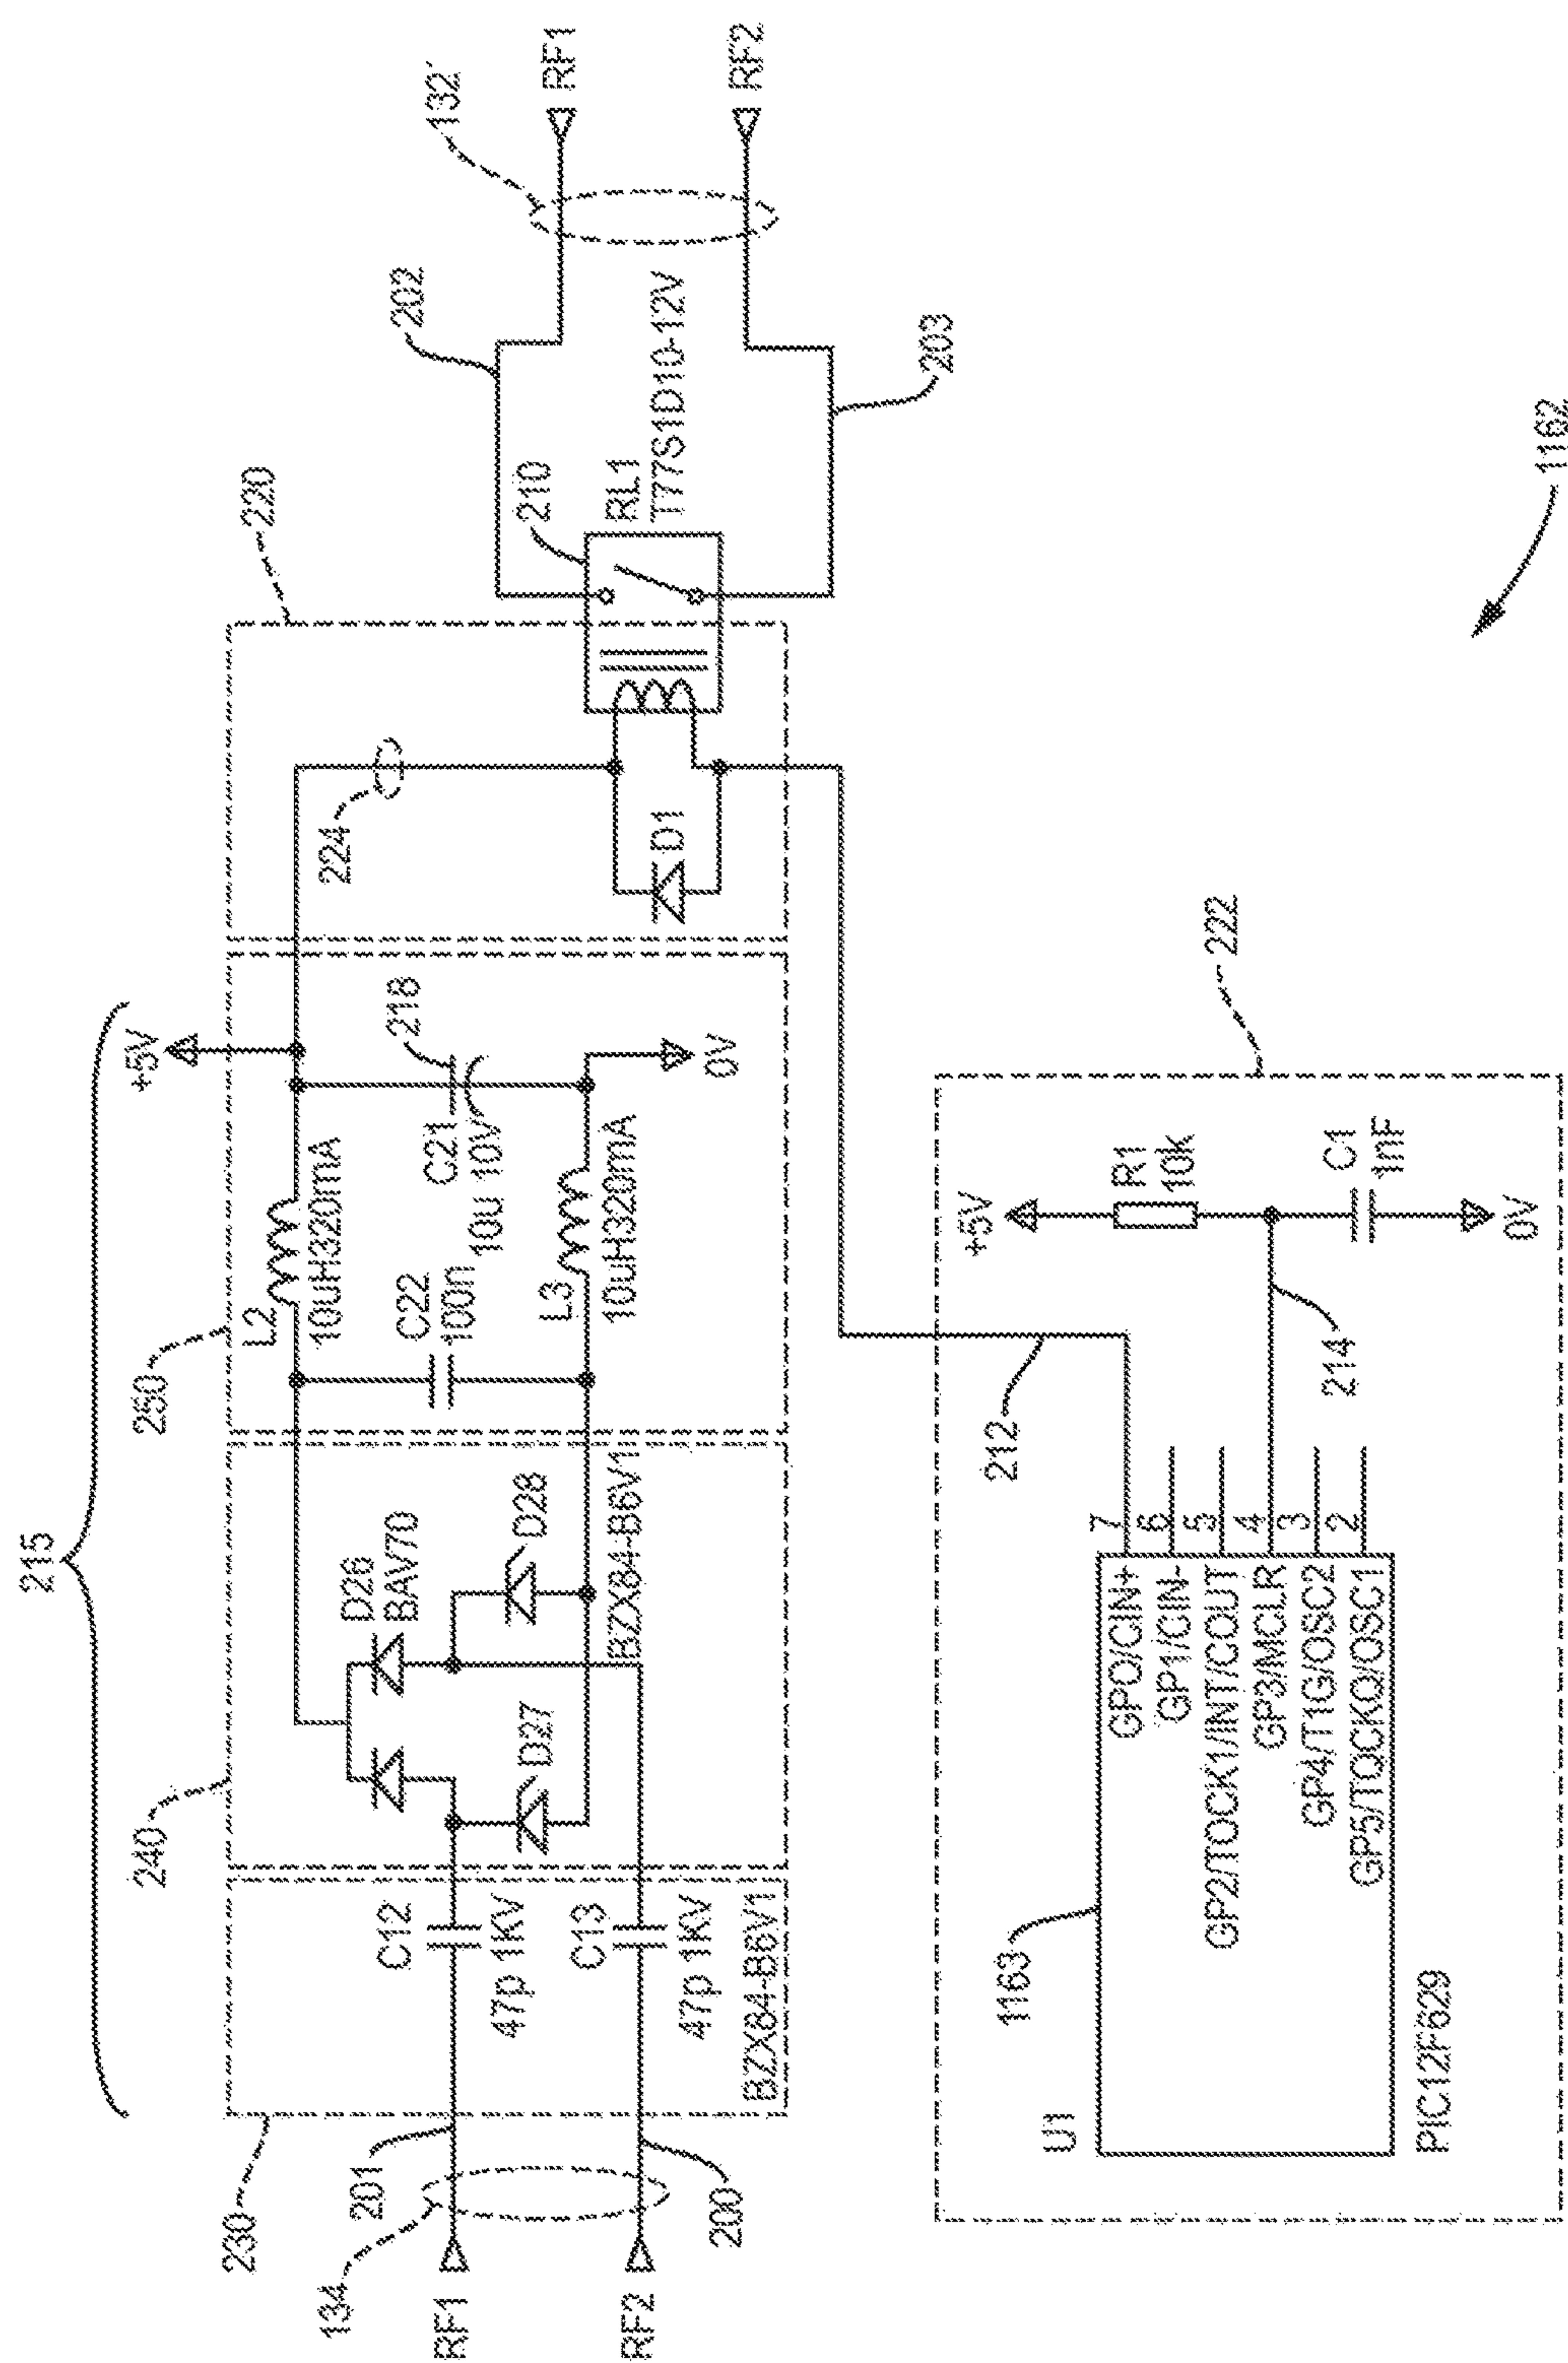 215
230
240
250
+5V
220
134
RF1
RF2
201
200
C12
47p 1KV
C13
47p 1KV
BZX84-B6V1
D26
BAV70
D27
D28
BZX84-B6V1
L2
10uH320mA
C22
100n
C21
10u 10V
218
L3
10uH320mA
0V
224
D1
210
RL1
T77S1D10-12V
202
203
132
RF1
RF2
222
1163
U1
PIC12F629
GP0/CIN+
GP1/CIN-
GP2/TOCK1/INT/COUT
GP3/MCLR
GP4/T1G/OSC2
GP5/TOCKQ/OSC1
7
6
5
4
3
2
212
214
+5V
R1
10k
C1
1nF
0V
1162